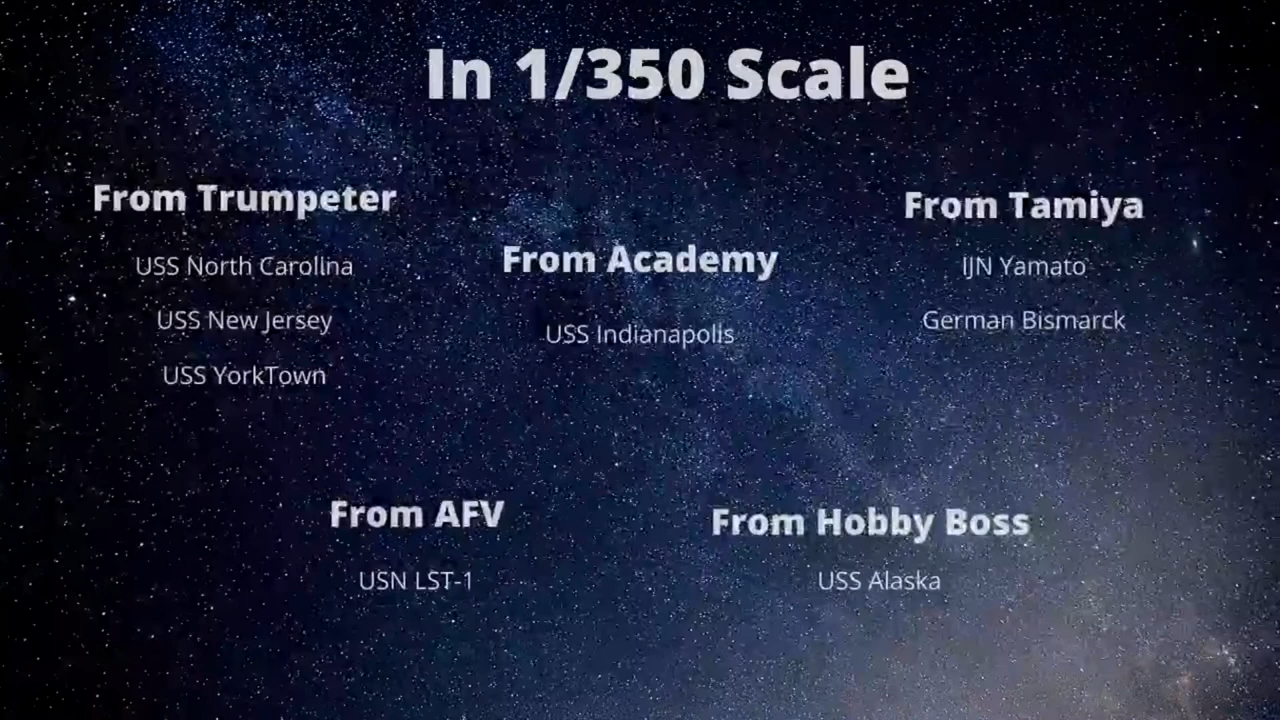 In 1/350 Scale
From Trumpeter
USS North Carolina
USS New Jersey
USS YorkTown
From Academy
USS Indianapolis
From Tamiya
IJN Yamato
German Bismarck
From AFV
USN LST-1
From Hobby Boss
USS Alaska